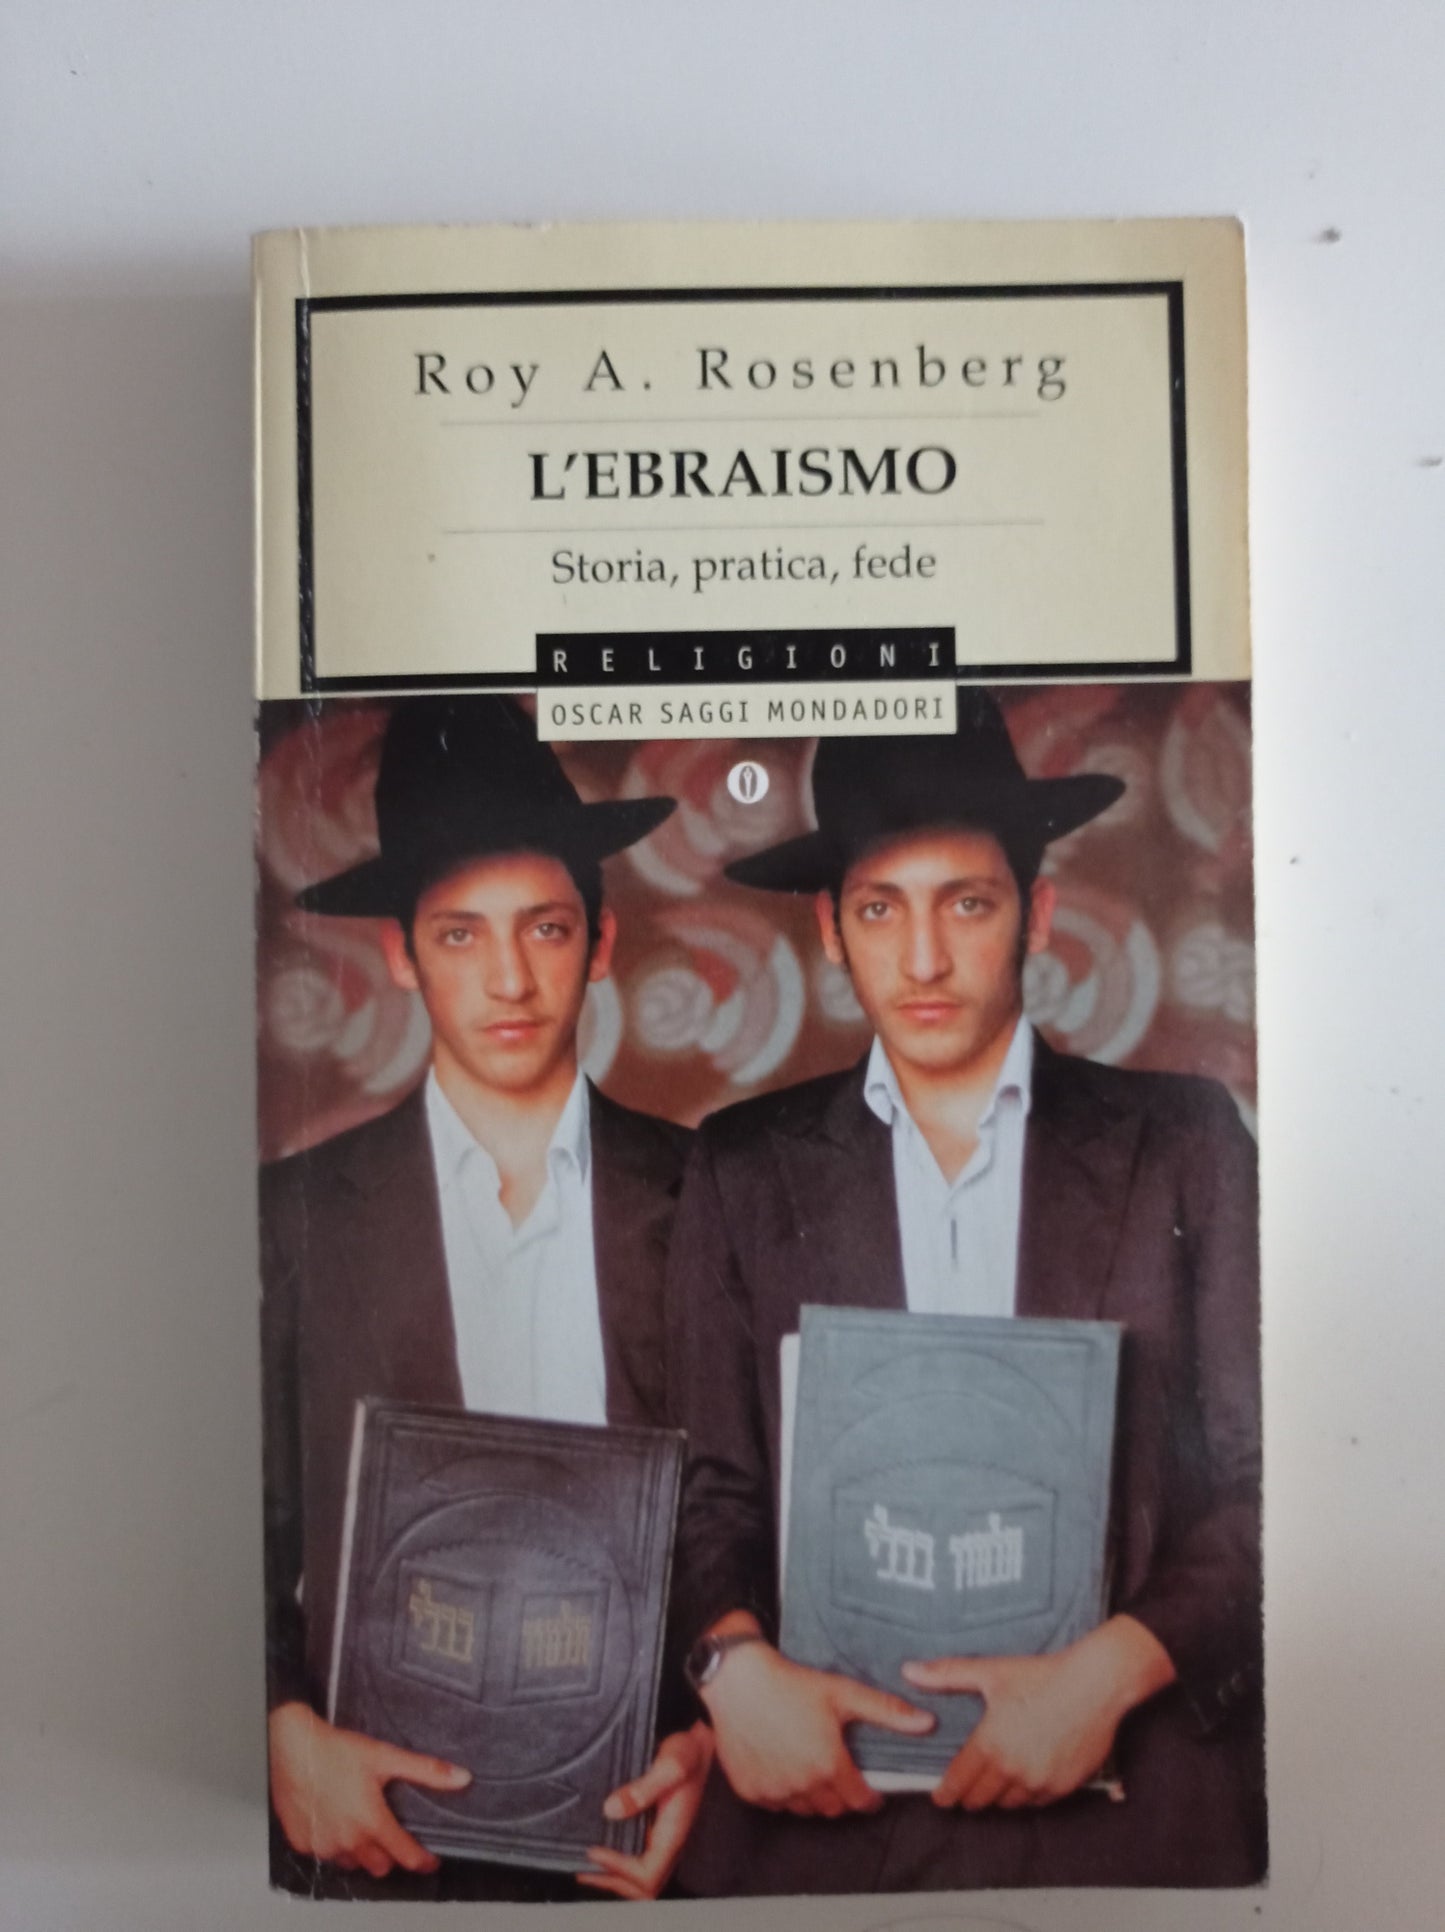 Roy A. Rosenberg
L'EBRAISMO
Storia, pratica, fede
RELIGIONI
OSCAR SAGGI MONDADORI
תלמוד בבלי
תלמוד בבלי